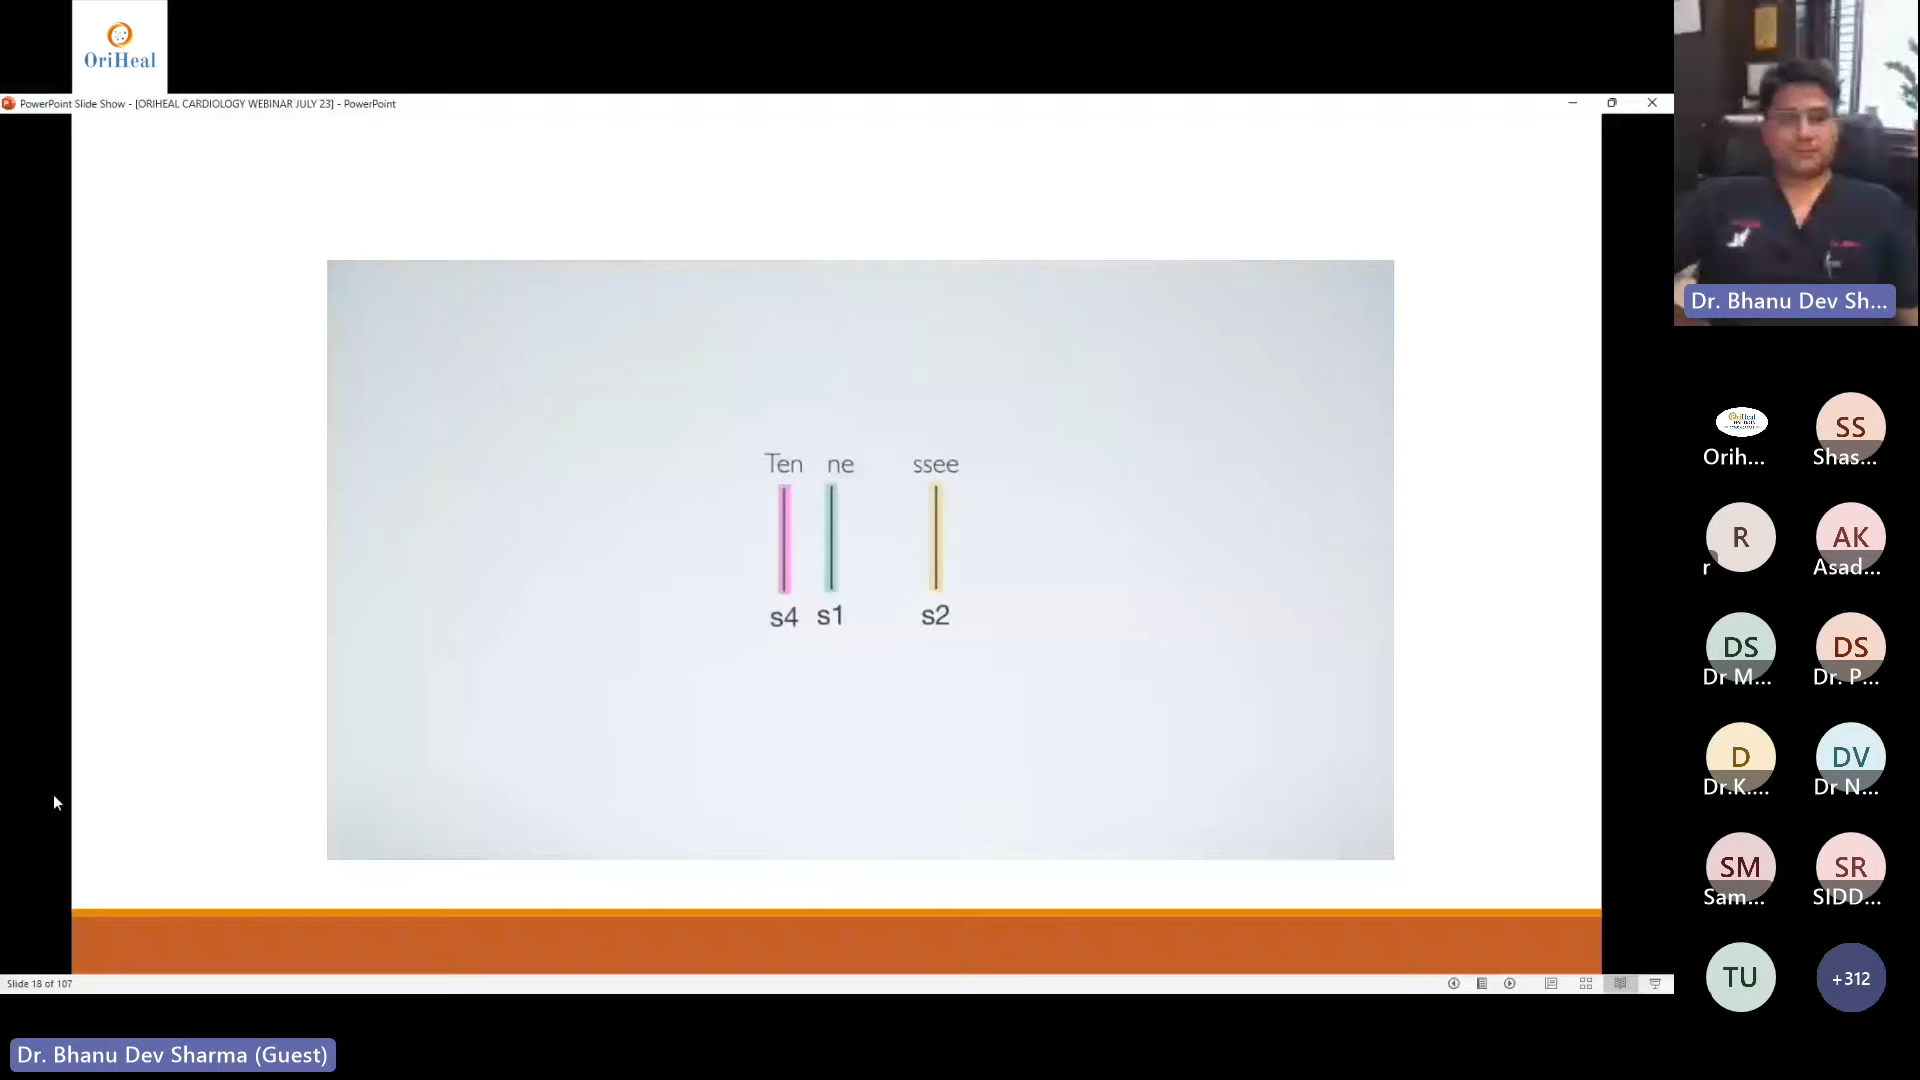 OriHeal
PowerPoint Slide Show - [ORIHEAL CARDIOLOGY WEBINAR JULY 23] - PowerPoint
Ten ne ssee
s4 s1 s2
Slide 18 of 107
Dr. Bhanu Dev Sharma (Guest)
Dr. Bhanu Dev Sh...
Orih...
SS
Shas...
R
r
AK
Asad...
DS
Dr M...
DS
Dr. P...
D
Dr.K....
DV
Dr N...
SM
Sam...
SR
SIDD...
TU
+312